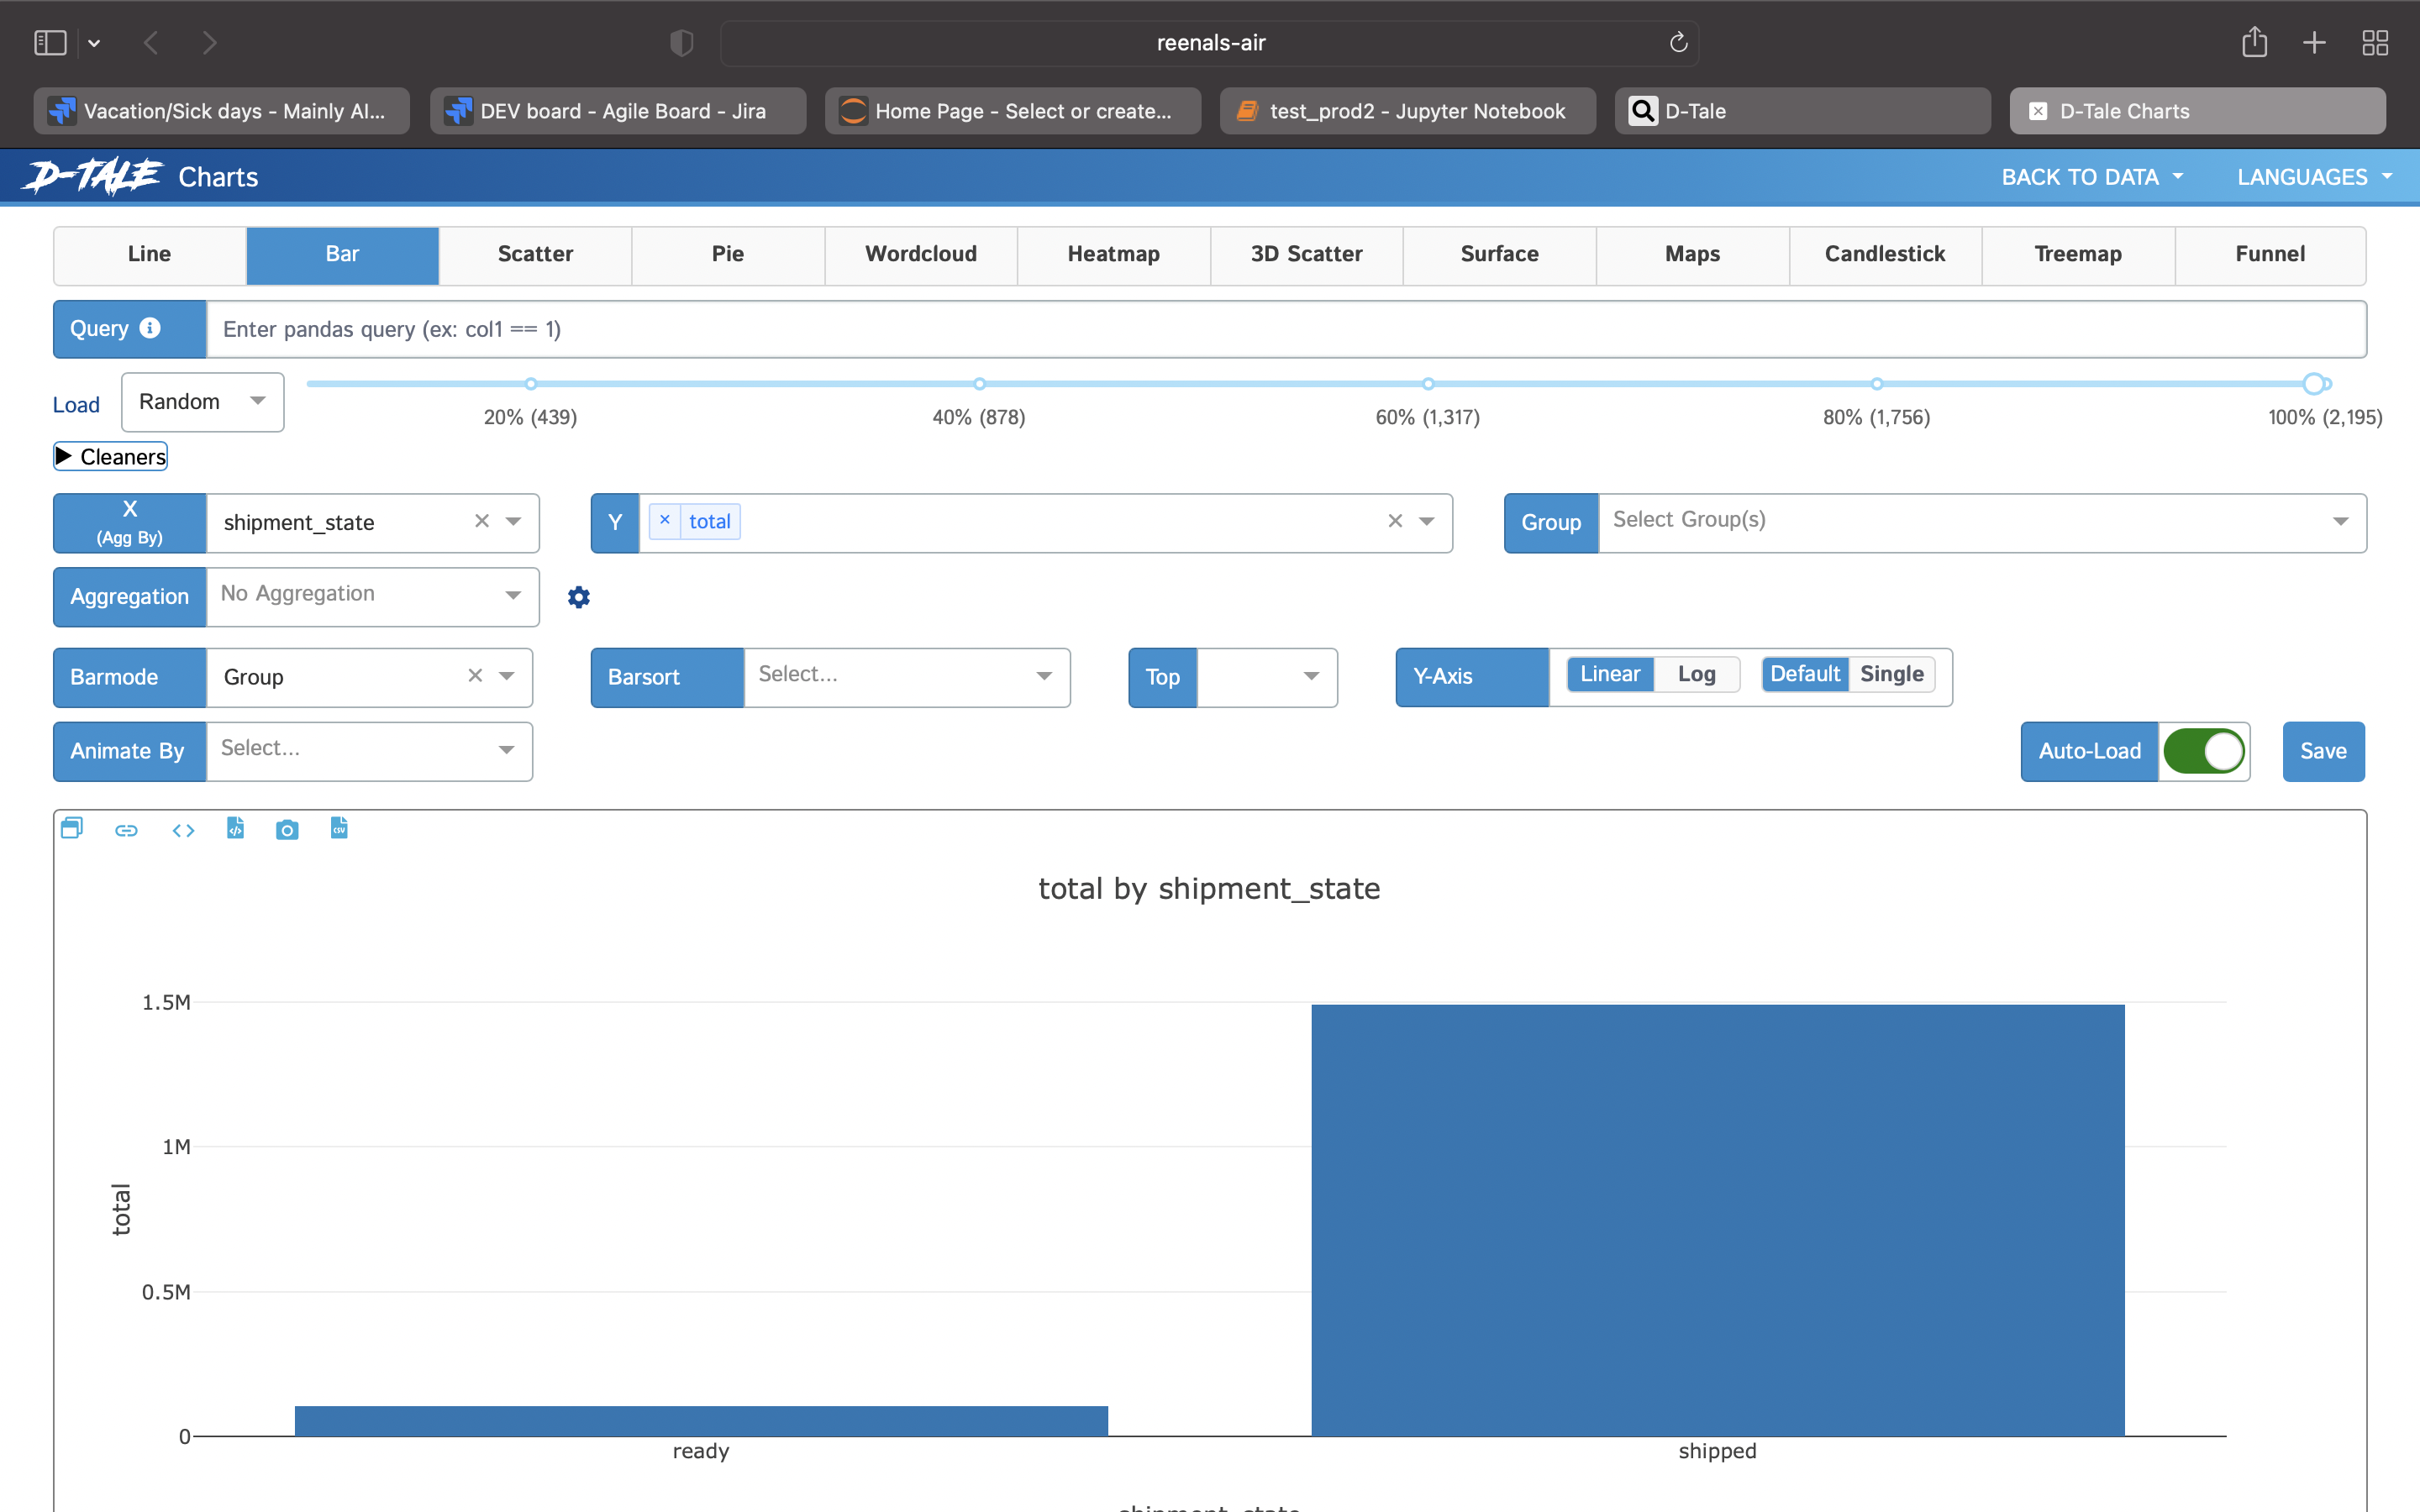 reenals-air
Vacation/Sick days - Mainly AI...
DEV board - Agile Board - Jira
Home Page - Select or create...
test_prod2 - Jupyter Notebook
D-Tale
D-Tale Charts
D-TALE Charts
BACK TO DATA
LANGUAGES
Line Bar Scatter Pie Wordcloud Heatmap 3D Scatter Surface Maps Candlestick Treemap Funnel
Query Enter pandas query (ex: col1 == 1)
Load Random
20% (439) 40% (878) 60% (1,317) 80% (1,756) 100% (2,195)
Cleaners
X
(Agg By)
shipment_state
Y × total
Group Select Group(s)
Aggregation No Aggregation
Barmode Group
Barsort Select...
Top
Y-Axis Linear Log Default Single
Animate By Select...
Auto-Load
Save
CSV
total by shipment_state
1.5M
1M
0.5M
0
total
ready shipped
shipment_state